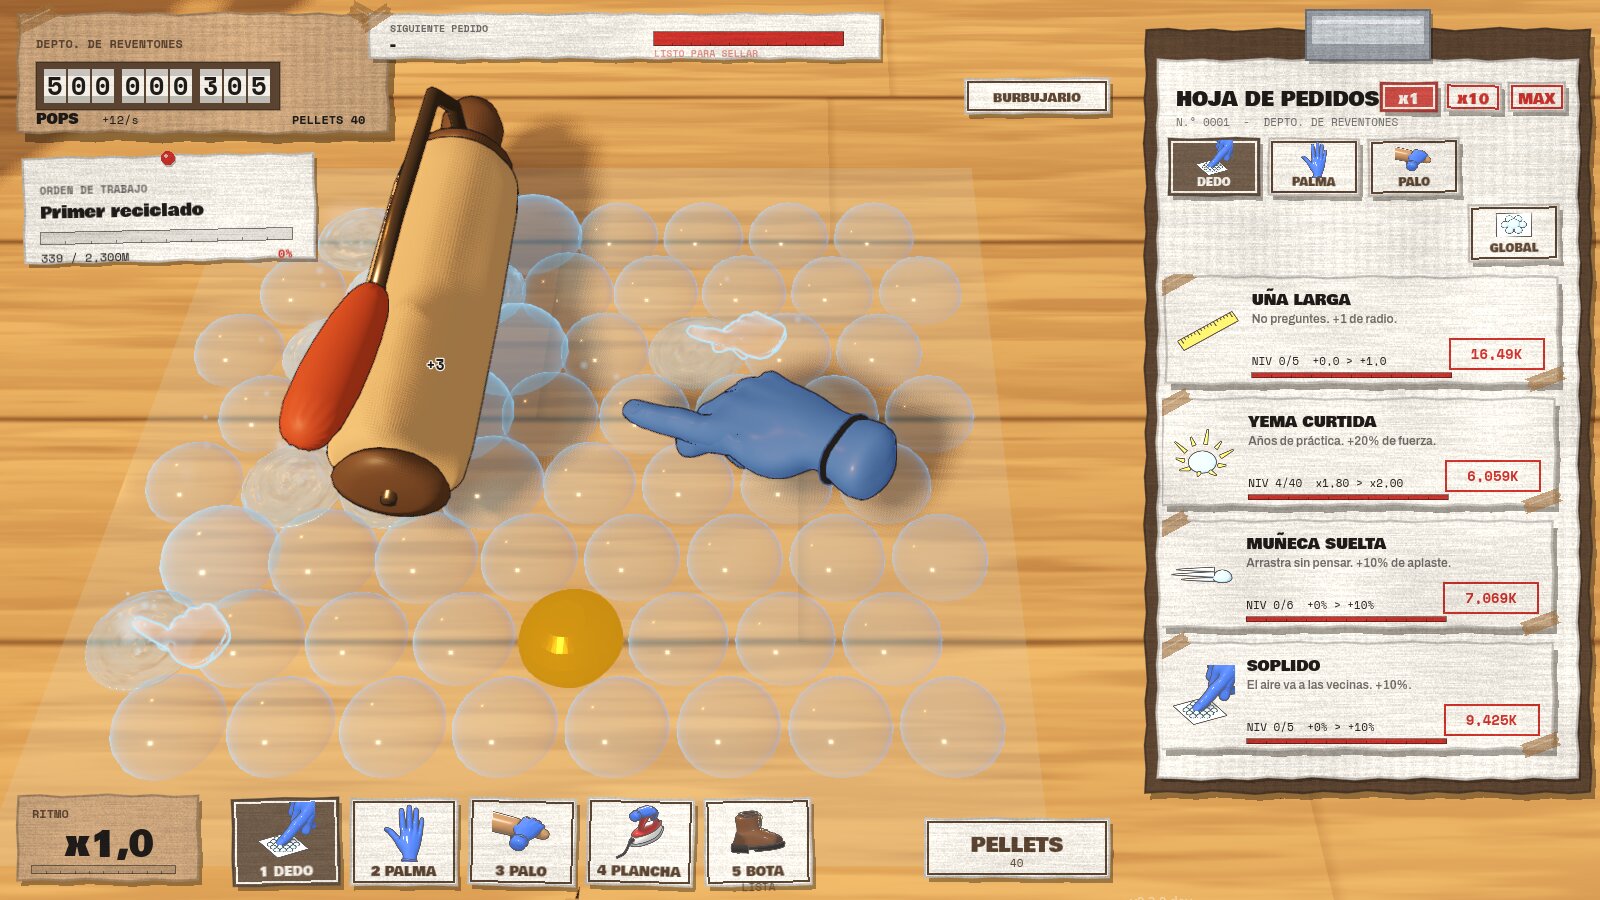 DEPTO. DE REVENTONES
500 000 305
POPS +12/s PELLETS 40
SIGUIENTE PEDIDO
-
LISTO PARA SELLAR
ORDEN DE TRABAJO
Primer reciclado
339 / 2,300M 0%
BURBUJARIO
HOJA DE PEDIDOS x1 x10 MAX
N.° 0001 - DEPTO. DE REVENTONES
DEDO PALMA PALO
GLOBAL
UÑA LARGA
No preguntes. +1 de radio.
NIV 0/5 +0,0 > +1,0 16,49K
YEMA CURTIDA
Años de práctica. +20% de fuerza.
NIV 4/40 x1,80 > x2,00 6,059K
MUÑECA SUELTA
Arrastra sin pensar. +10% de aplaste.
NIV 0/6 +0% > +10% 7,069K
SOPLIDO
El aire va a las vecinas. +10%.
NIV 0/5 +0% > +10% 9,425K
+3
RITMO
x1,0
1 DEDO 2 PALMA 3 PALO 4 PLANCHA 5 BOTA
LISTA
PELLETS
40